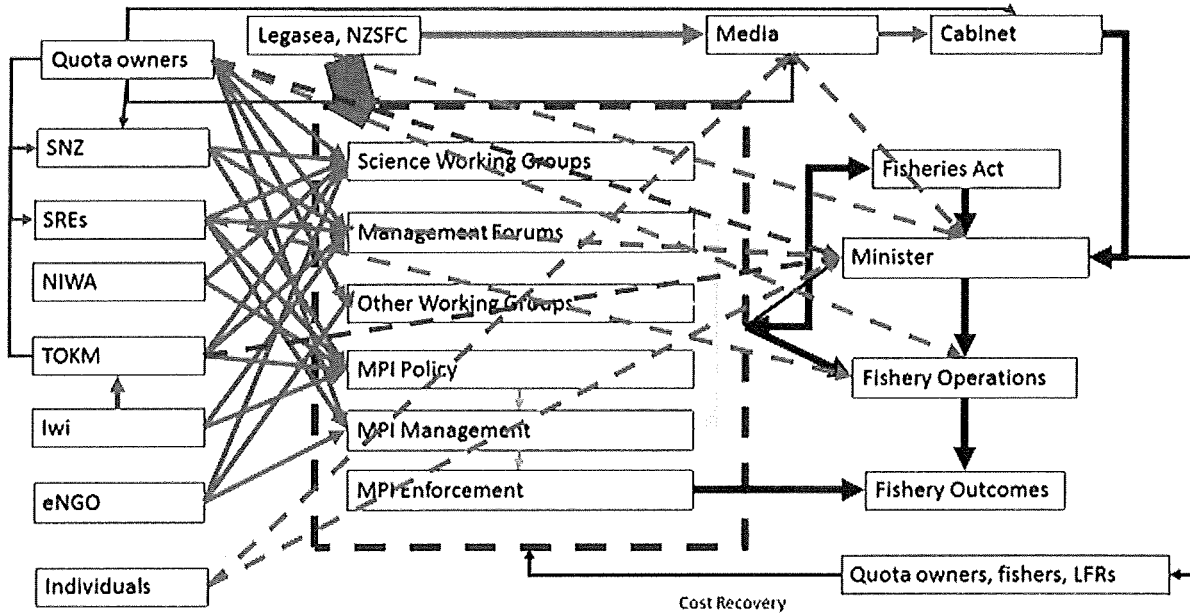 Legasea, NZSFC
Media
Cabinet
Quota owners
SNZ
SREs
NIWA
TOKM
Iwi
eNGO
Individuals
Science Working Groups
Management Forums
Other Working Groups
MPI Policy
MPI Management
MPI Enforcement
Fisheries Act
Minister
Fishery Operations
Fishery Outcomes
Quota owners, fishers, LFRs
Cost Recovery